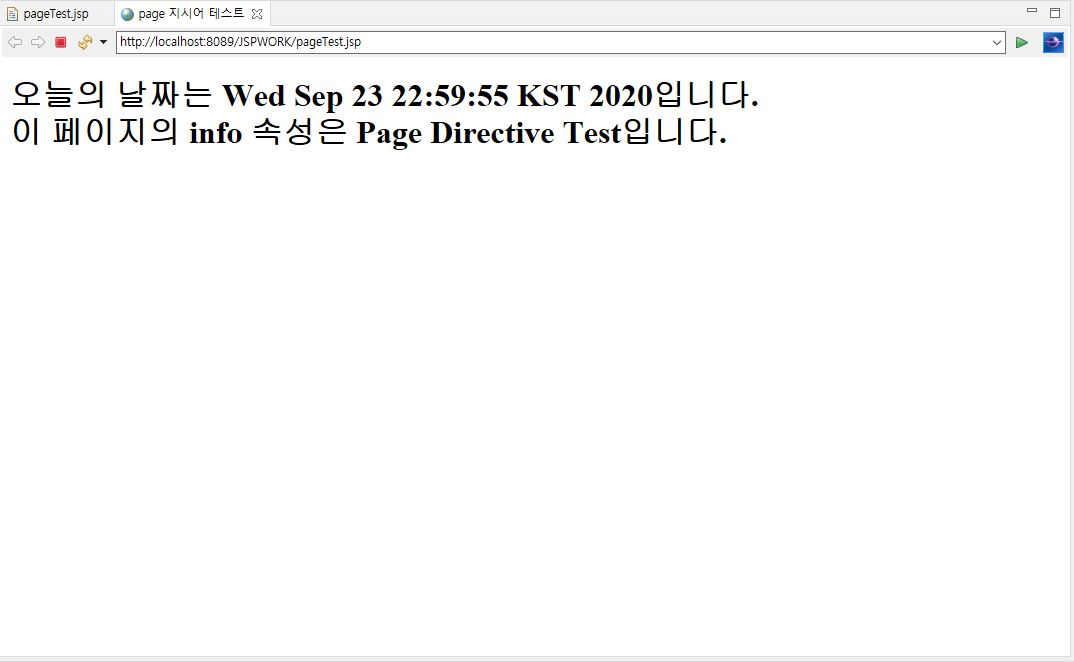 pageTest.jsp
page 지시어 테스트
http://localhost:8089/JSPWORK/pageTest.jsp
오늘의 날짜는 Wed Sep 23 22:59:55 KST 2020입니다.
이 페이지의 info 속성은 Page Directive Test입니다.